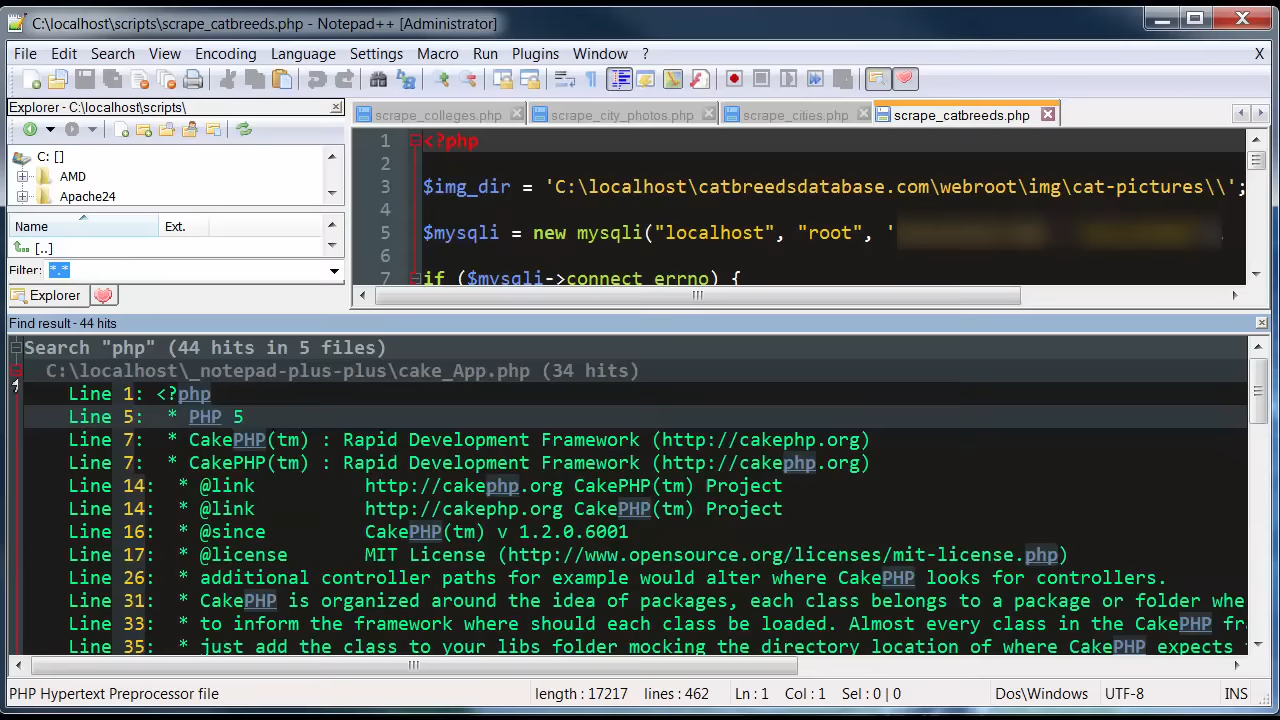 C:\localhost\scripts\scrape_catbreeds.php - Notepad++ [Administrator]
File Edit Search View Encoding Language Settings Macro Run Plugins Window ? X
Explorer - C:\localhost\scripts\
scrape_colleges.php scrape_city_photos.php scrape_cities.php scrape_catbreeds.php
C: []
AMD
Apache24
Name Ext.
[..]
Filter: *.*
Explorer
1 <?php
2
3 $img_dir = 'C:\localhost\catbreedsdatabase.com\webroot\img\cat-pictures\\';
4
5 $mysqli = new mysqli("localhost", "root", '
6
7 if ($mysqli->connect_errno) {
Find result - 44 hits
Search "php" (44 hits in 5 files)
C:\localhost\_notepad-plus-plus\cake_App.php (34 hits)
Line 1: <?php
Line 5: * PHP 5
Line 7: * CakePHP(tm) : Rapid Development Framework (http://cakephp.org)
Line 7: * CakePHP(tm) : Rapid Development Framework (http://cakephp.org)
Line 14: * @link http://cakephp.org CakePHP(tm) Project
Line 14: * @link http://cakephp.org CakePHP(tm) Project
Line 16: * @since CakePHP(tm) v 1.2.0.6001
Line 17: * @license MIT License (http://www.opensource.org/licenses/mit-license.php)
Line 26: * additional controller paths for example would alter where CakePHP looks for controllers.
Line 31: * CakePHP is organized around the idea of packages, each class belongs to a package or folder whe
Line 33: * to inform the framework where should each class be loaded. Almost every class in the CakePHP fr
Line 35: * just add the class to your libs folder mocking the directory location of where CakePHP expects
PHP Hypertext Preprocessor file length : 17217 lines : 462 Ln : 1 Col : 1 Sel : 0 | 0 Dos\Windows UTF-8 INS